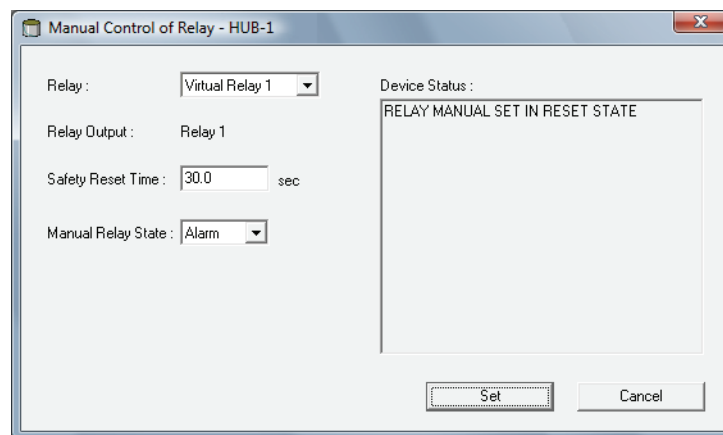 Manual Control of Relay - HUB-1
Relay :
Virtual Relay 1
Relay Output :
Relay 1
Safety Reset Time :
30.0
sec
Manual Relay State :
Alarm
Device Status :
RELAY MANUAL SET IN RESET STATE
Set
Cancel